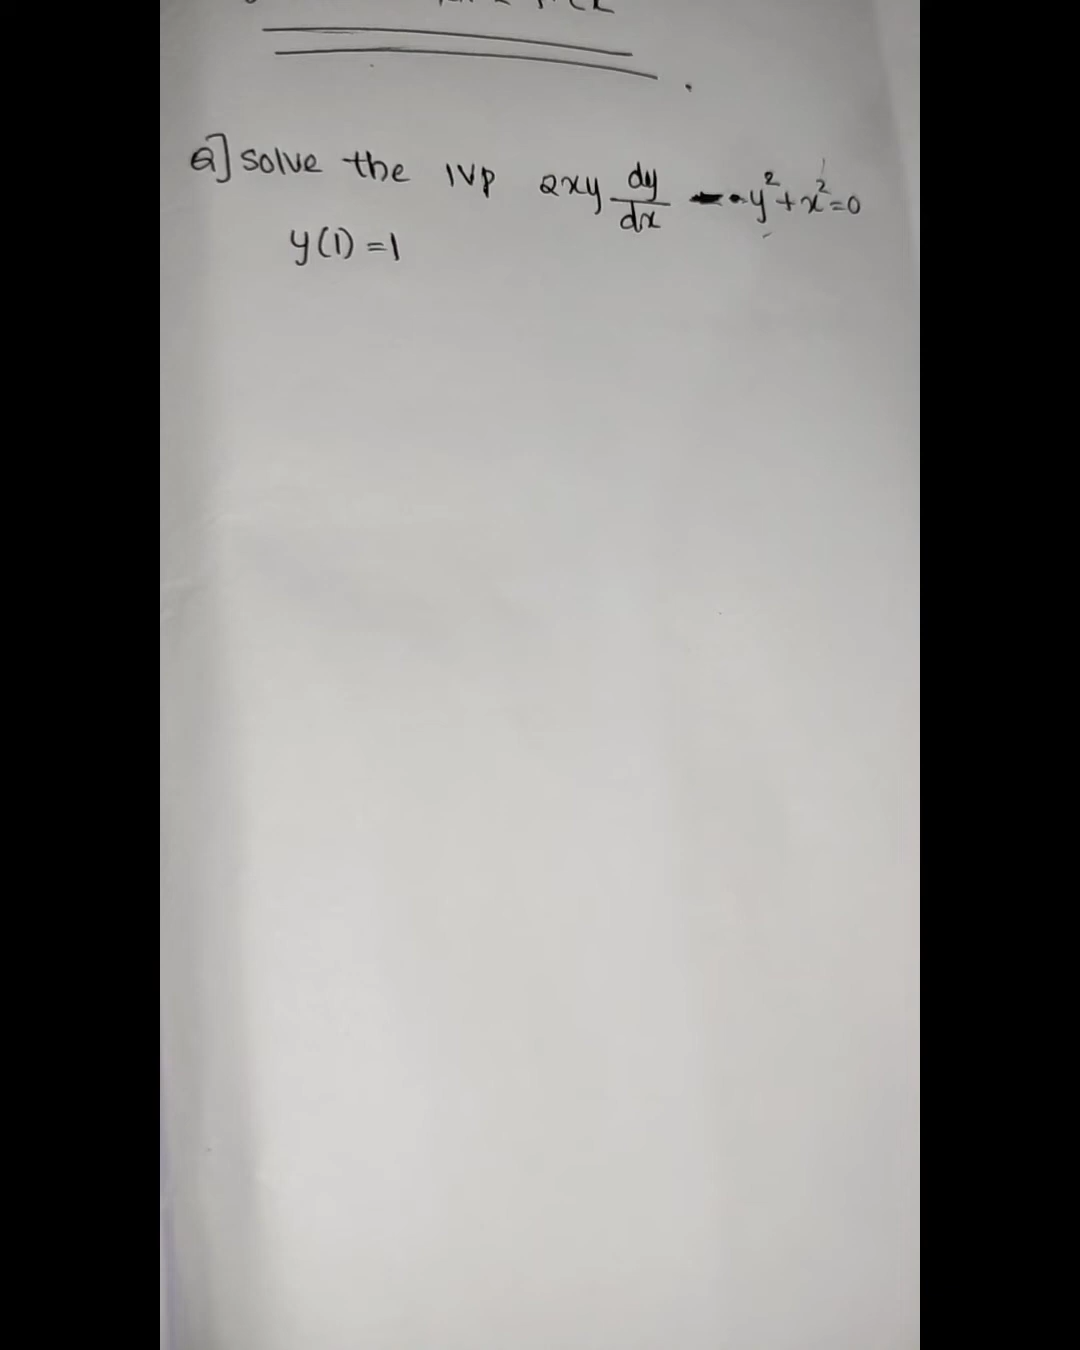 Q] solve the IVP 2xy dy/dx - y² + x² = 0
y(1) = 1